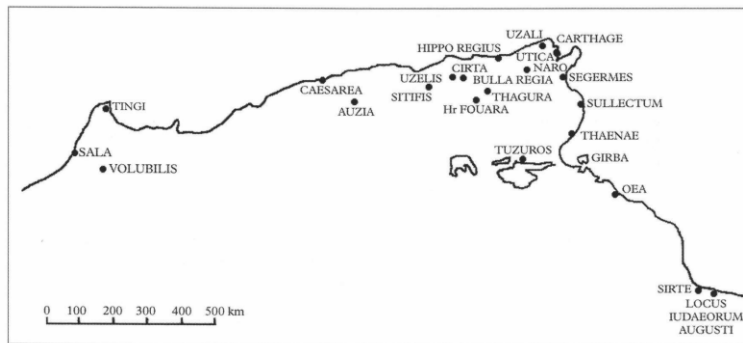 UZALI
CARTHAGE
HIPPO REGIUS
UTICA
CIRTA
NARO
UZELIS
BULLA REGIA
SEGERMES
CAESAREA
SITIFIS
THAGURA
AUZIA
Hr FOUARA
SULLECTUM
TINGI
THAENAE
SALA
TUZUROS
GIRBA
VOLUBILIS
OEA
SIRTE
LOCUS
IUDAEORUM
AUGUSTI
0 100 200 300 400 500 km